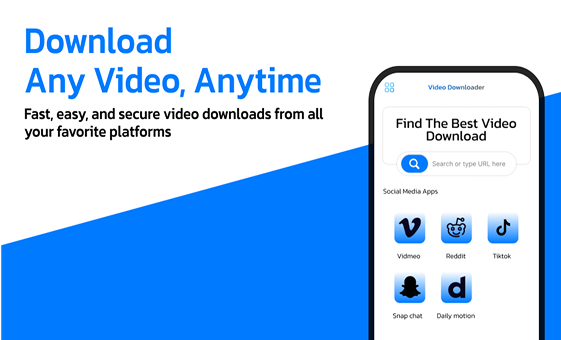 Download
Any Video, Anytime
Fast, easy, and secure video downloads from all
your favorite platforms
Video Downloader
Find The Best Video
Download
Search or type URL here
Social Media Apps
Vidmeo
Reddit
Tiktok
Snap chat
Daily motion